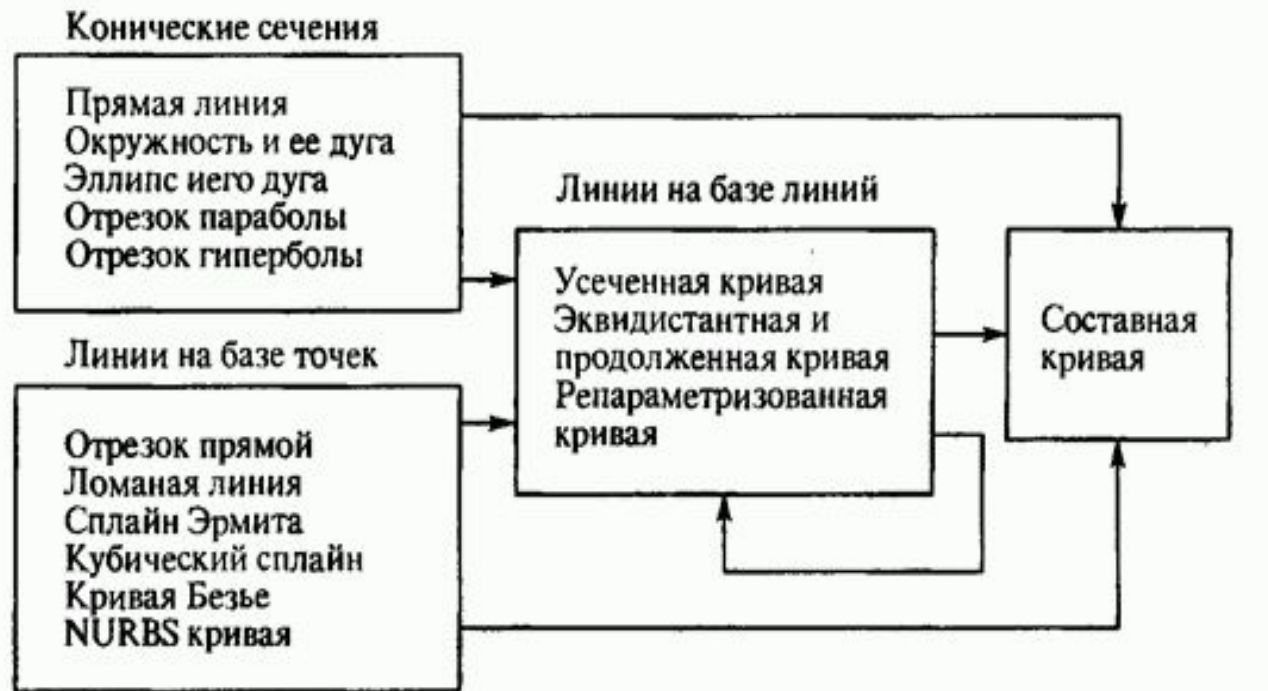 Конические сечения
Прямая линия
Окружность и ее дуга
Эллипс иего дуга
Отрезок параболы
Отрезок гиперболы
Линии на базе точек
Отрезок прямой
Ломаная линия
Сплайн Эрмита
Кубический сплайн
Кривая Безье
NURBS кривая
Линии на базе линий
Усеченная кривая
Эквидистантная и
продолженная кривая
Репараметризованная
кривая
Составная
кривая